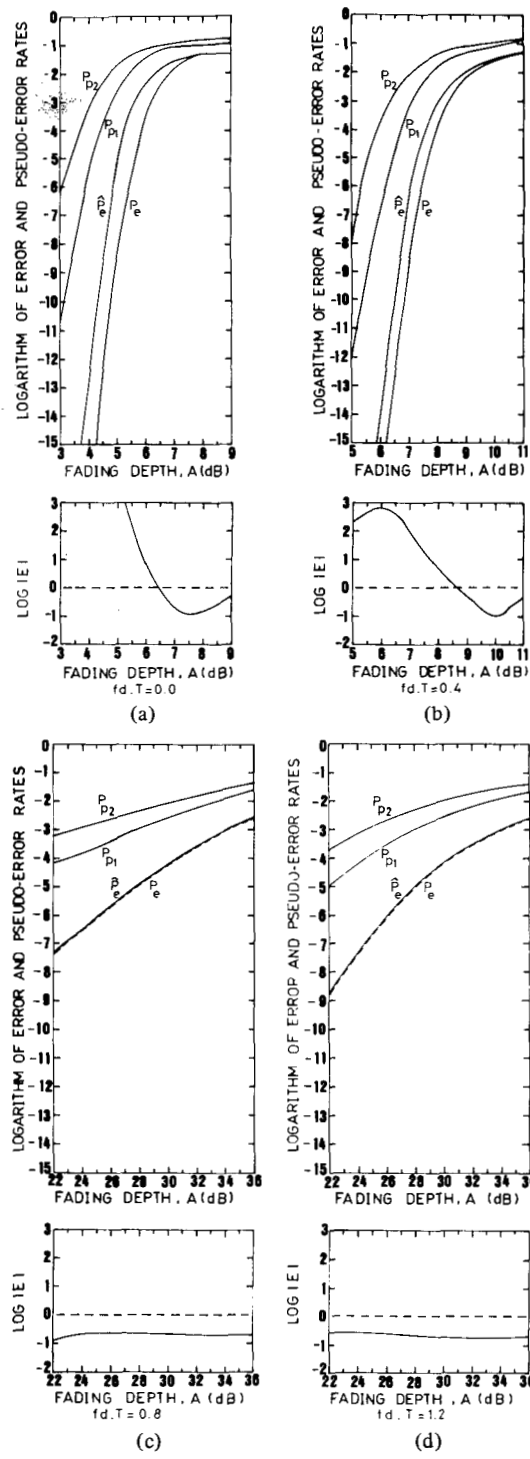 LOGARITHM OF ERROR AND PSEUDO-ERROR RATES
0
-1
-2
-3
-4
-5
-6
-7
-8
-9
-10
-11
-12
-13
-14
-15
P_p2
P_p1
P̂_e
P_e
3 4 5 6 7 8 9
FADING DEPTH, A(dB)
LOG |E|
3
2
1
0
-1
-2
3 4 5 6 7 8 9
FADING DEPTH, A(dB)
fd.T=0.0
(a)
LOGARITHM OF ERROR AND PSEUDO-ERROR RATES
0
-1
-2
-3
-4
-5
-6
-7
-8
-9
-10
-11
-12
-13
-14
-15
P_p2
P_p1
P̂_e
P_e
5 6 7 8 9 10 11
FADING DEPTH, A(dB)
LOG |E|
3
2
1
0
-1
-2
5 6 7 8 9 10 11
FADING DEPTH, A(dB)
fd.T=0.4
(b)
LOGARITHM OF ERROR AND PSEUDO-ERROR RATES
0
-1
-2
-3
-4
-5
-6
-7
-8
-9
-10
-11
-12
-13
-14
-15
P_p2
P_p1
P̂_e P_e
22 24 26 28 30 32 34 36
FADING DEPTH, A(dB)
LOG |E|
3
2
1
0
-1
-2
22 24 26 28 30 32 34 36
FADING DEPTH, A(dB)
fd.T=0.8
(c)
LOGARITHM OF ERROR AND PSEUDO-ERROR RATES
0
-1
-2
-3
-4
-5
-6
-7
-8
-9
-10
-11
-12
-13
-14
-15
P_p2
P_p1
P̂_e P_e
22 24 26 28 30 32 34
FADING DEPTH, A(dB)
LOG |E|
3
2
1
0
-1
-2
22 24 26 28 30 32 34
FADING DEPTH, A(dB)
fd.T=1.2
(d)